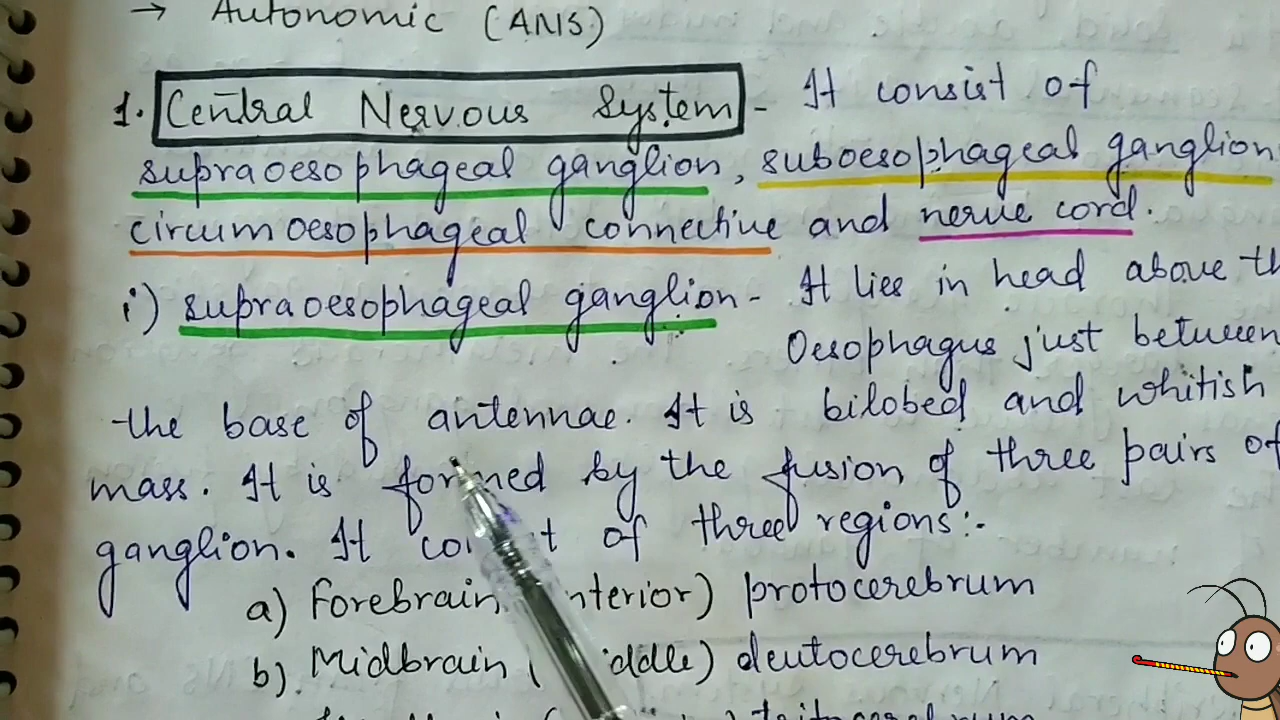 → Autonomic (ANS)
1. Central Nervous System - It consist of
supraoesophageal ganglion, suboesophageal ganglion
circumoesophageal connective and nerve cord.
i) supraoesophageal ganglion - It lies in head above
Oesophagus just between
the base of antennae. It is bilobed and whitish
mass. It is formed by the fusion of three pairs of
ganglion. It of three regions:-
a) Forebrain protocerebrum
b) Midbrain ( deutocerebrum